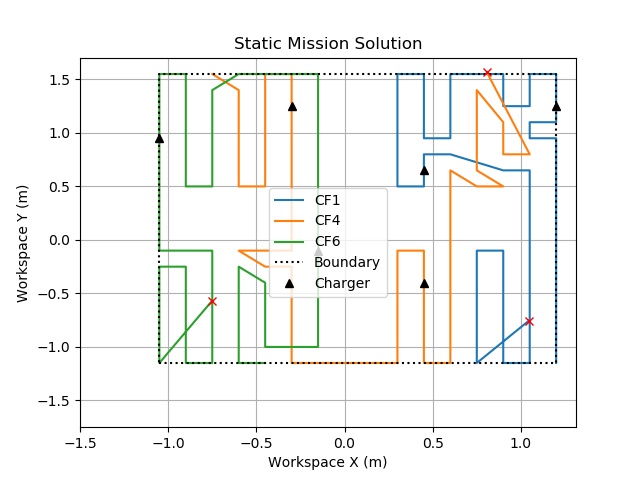 Static Mission Solution
Workspace Y (m)
1.5
1.0
0.5
0.0
−0.5
−1.0
−1.5
CF1
CF4
CF6
Boundary
Charger
−1.5 −1.0 −0.5 0.0 0.5 1.0
Workspace X (m)